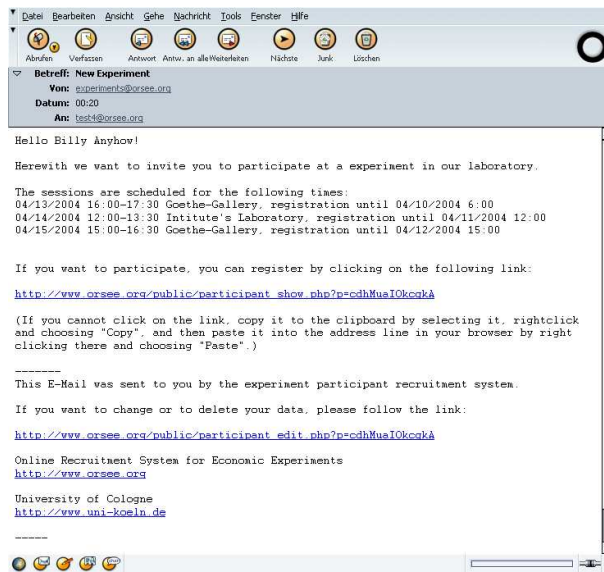 Datei Bearbeiten Ansicht Gehe Nachricht Tools Fenster Hilfe
Abrufen Verfassen Antwort Antw. an alle Weiterleiten Nächste Junk Löschen
Betreff: New Experiment
Von: experiments@orsee.org
Datum: 00:20
An: test4@orsee.org
Hello Billy Anyhow!
Herewith we want to invite you to participate at a experiment in our laboratory.
The sessions are scheduled for the following times:
04/13/2004 16:00-17:30 Goethe-Gallery, registration until 04/10/2004 6:00
04/14/2004 12:00-13:30 Intitute's Laboratory, registration until 04/11/2004 12:00
04/15/2004 15:00-16:30 Goethe-Gallery, registration until 04/12/2004 15:00
If you want to participate, you can register by clicking on the following link:
http://www.orsee.org/public/participant_show.php?p=cdhMuaIOkcgkA
(If you cannot click on the link, copy it to the clipboard by selecting it, rightclick
and choosing "Copy", and then paste it into the address line in your browser by right
clicking there and choosing "Paste".)
-------
This E-Mail was sent to you by the experiment participant recruitment system.
If you want to change or to delete your data, please follow the link:
http://www.orsee.org/public/participant_edit.php?p=cdhMuaIOkcgkA
Online Recruitment System for Economic Experiments
http://www.orsee.org
University of Cologne
http://www.uni-koeln.de
-----